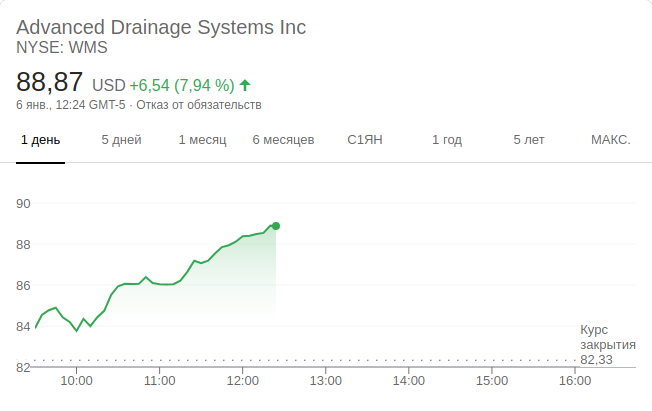 Advanced Drainage Systems Inc
NYSE: WMS
88,87 USD +6,54 (7,94 %)
6 янв., 12:24 GMT-5 · Отказ от обязательств
1 день 5 дней 1 месяц 6 месяцев С1ЯН 1 год 5 лет МАКС.
90
88
86
84
Курс
закрытия
82,33
82
10:00 11:00 12:00 13:00 14:00 15:00 16:00